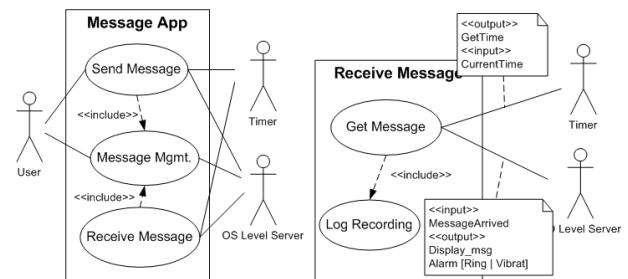 Message App
Send Message
<<include>>
Message Mgmt.
<<include>>
Receive Message
User
Timer
OS Level Server
Receive Message
Get Message
<<include>>
Log Recording
<<output>>
GetTime
<<input>>
CurrentTime
Timer
Level Server
<<input>>
MessageArrived
<<output>>
Display_msg
Alarm [Ring | Vibrat]